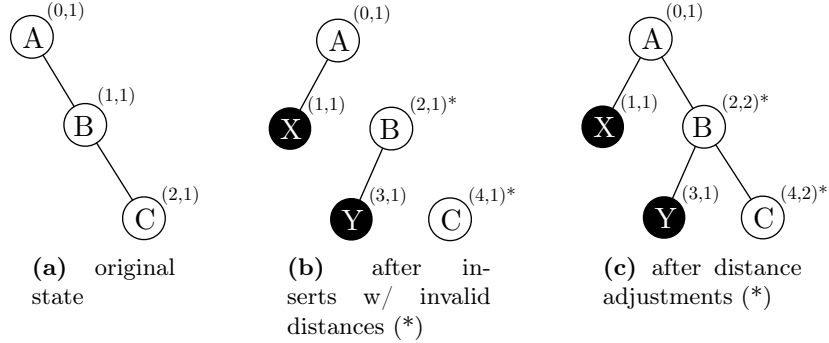 (0,1)
A
(1,1)
B
(2,1)
C
(a) original
state
(0,1)
A
(1,1)
X
(2,1)*
B
(3,1)
Y
(4,1)*
C
(b) after in-
serts w/ invalid
distances (*)
(0,1)
A
(1,1)
X
(2,2)*
B
(3,1)
Y
(4,2)*
C
(c) after distance
adjustments (*)